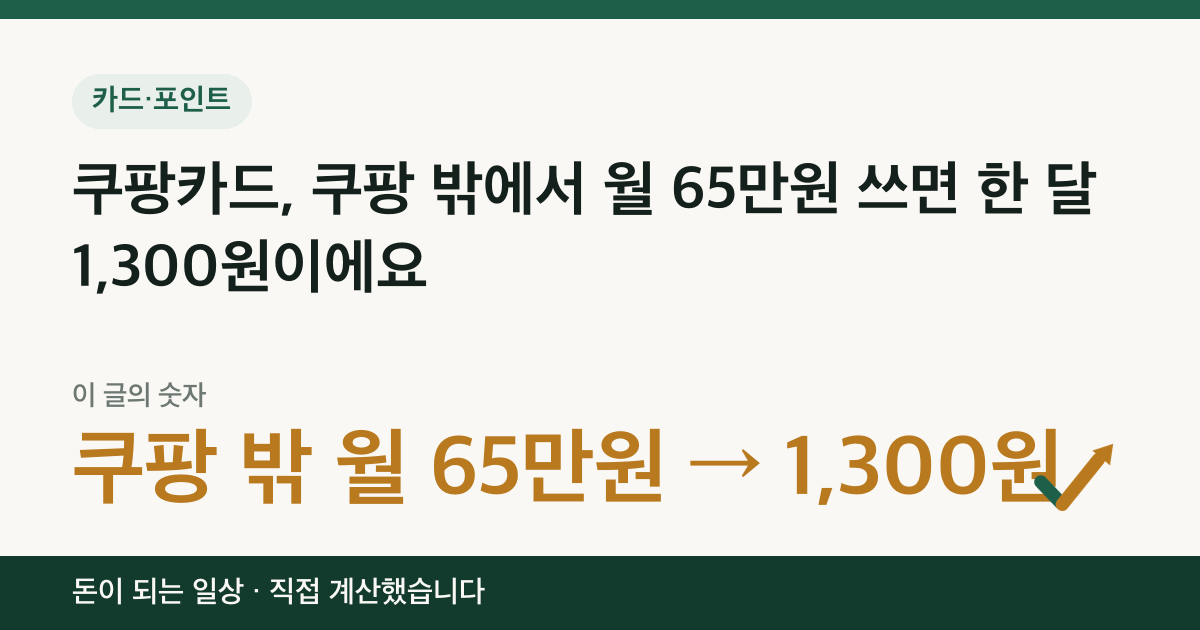 카드·포인트
쿠팡카드, 쿠팡 밖에서 월 65만원 쓰면 한 달
1,300원이에요
이 글의 숫자
쿠팡 밖 월 65만원 → 1,300원
돈이 되는 일상 · 직접 계산했습니다